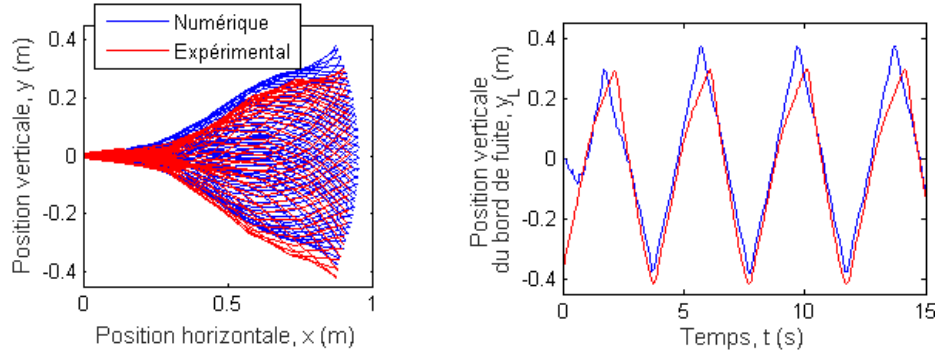 Numérique
Expérimental
Position verticale, y (m)
0.4
0.2
0
-0.2
-0.4
0
0.5
1
Position horizontale, x (m)
Position verticale
du bord de fuite, y_L (m)
0.4
0.2
0
-0.2
-0.4
0
5
10
15
Temps, t (s)